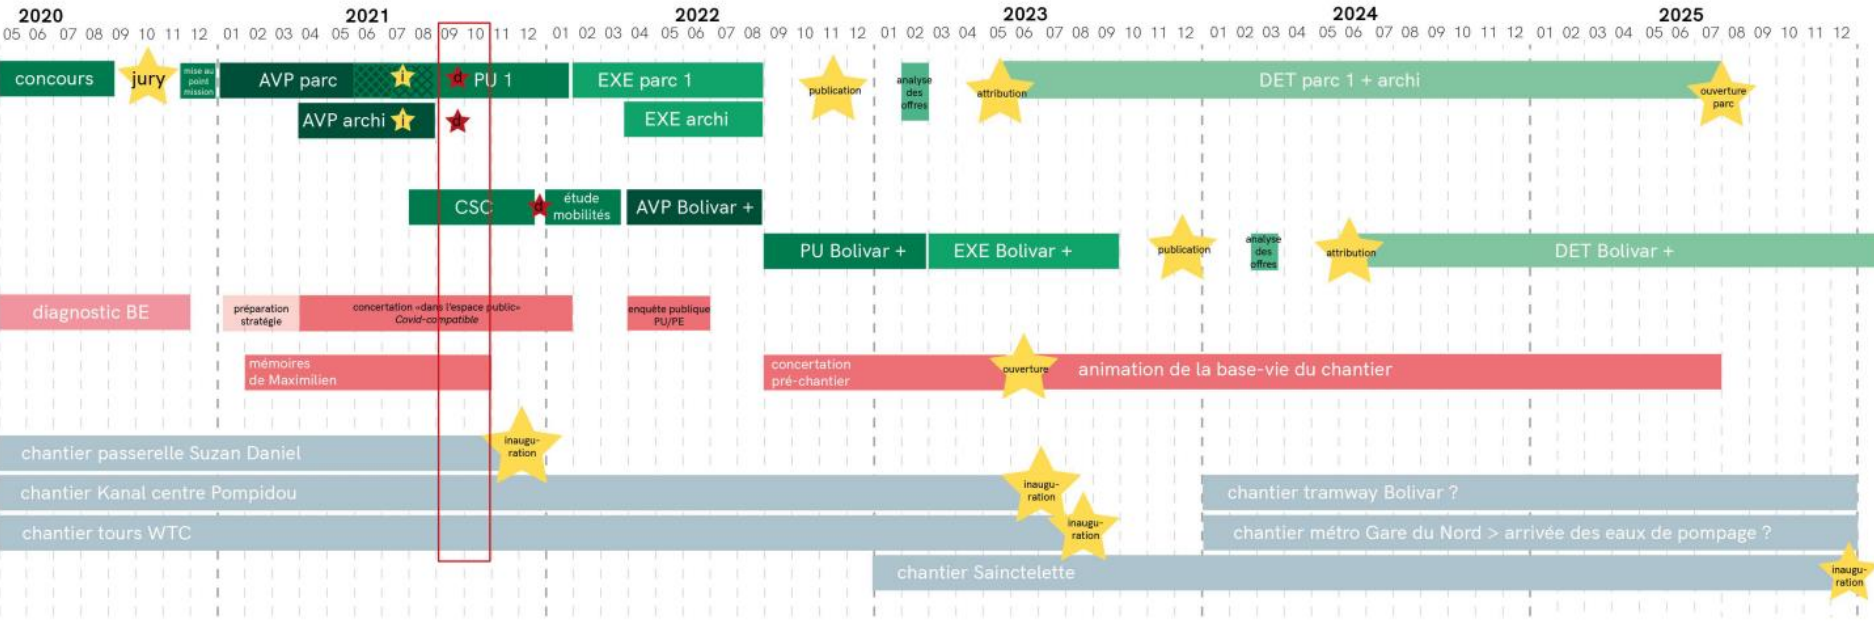 2020 2021 2022 2023 2024 2025
05 06 07 08 09 10 11 12 01 02 03 04 05 06 07 08 09 10 11 12 01 02 03 04 05 06 07 08 09 10 11 12 01 02 03 04 05 06 07 08 09 10 11 12 01 02 03 04 05 06 07 08 09 10 11 12 01 02 03 04 05 06 07 08 09 10 11 12
concours
jury
mise au
point
mission
AVP parc
i
d
PU 1
EXE parc 1
publication
analyse
des
offres
attribution
DET parc 1 + archi
ouverture
parc
AVP archi
i
d
EXE archi
CSC
d
étude
mobilités
AVP Bolivar +
PU Bolivar +
EXE Bolivar +
publication
analyse
des
offres
attribution
DET Bolivar +
diagnostic BE
préparation
stratégie
concertation «dans l'espace public»
Covid-compatible
enquête publique
PU/PE
mémoires
de Maximilien
concertation
pré-chantier
ouverture
animation de la base-vie du chantier
chantier passerelle Suzan Daniel
inaugu-
ration
chantier Kanal centre Pompidou
inaugu-
ration
chantier tramway Bolivar ?
chantier tours WTC
inaugu-
ration
chantier métro Gare du Nord > arrivée des eaux de pompage ?
chantier Sainctelette
inaugu-
ration